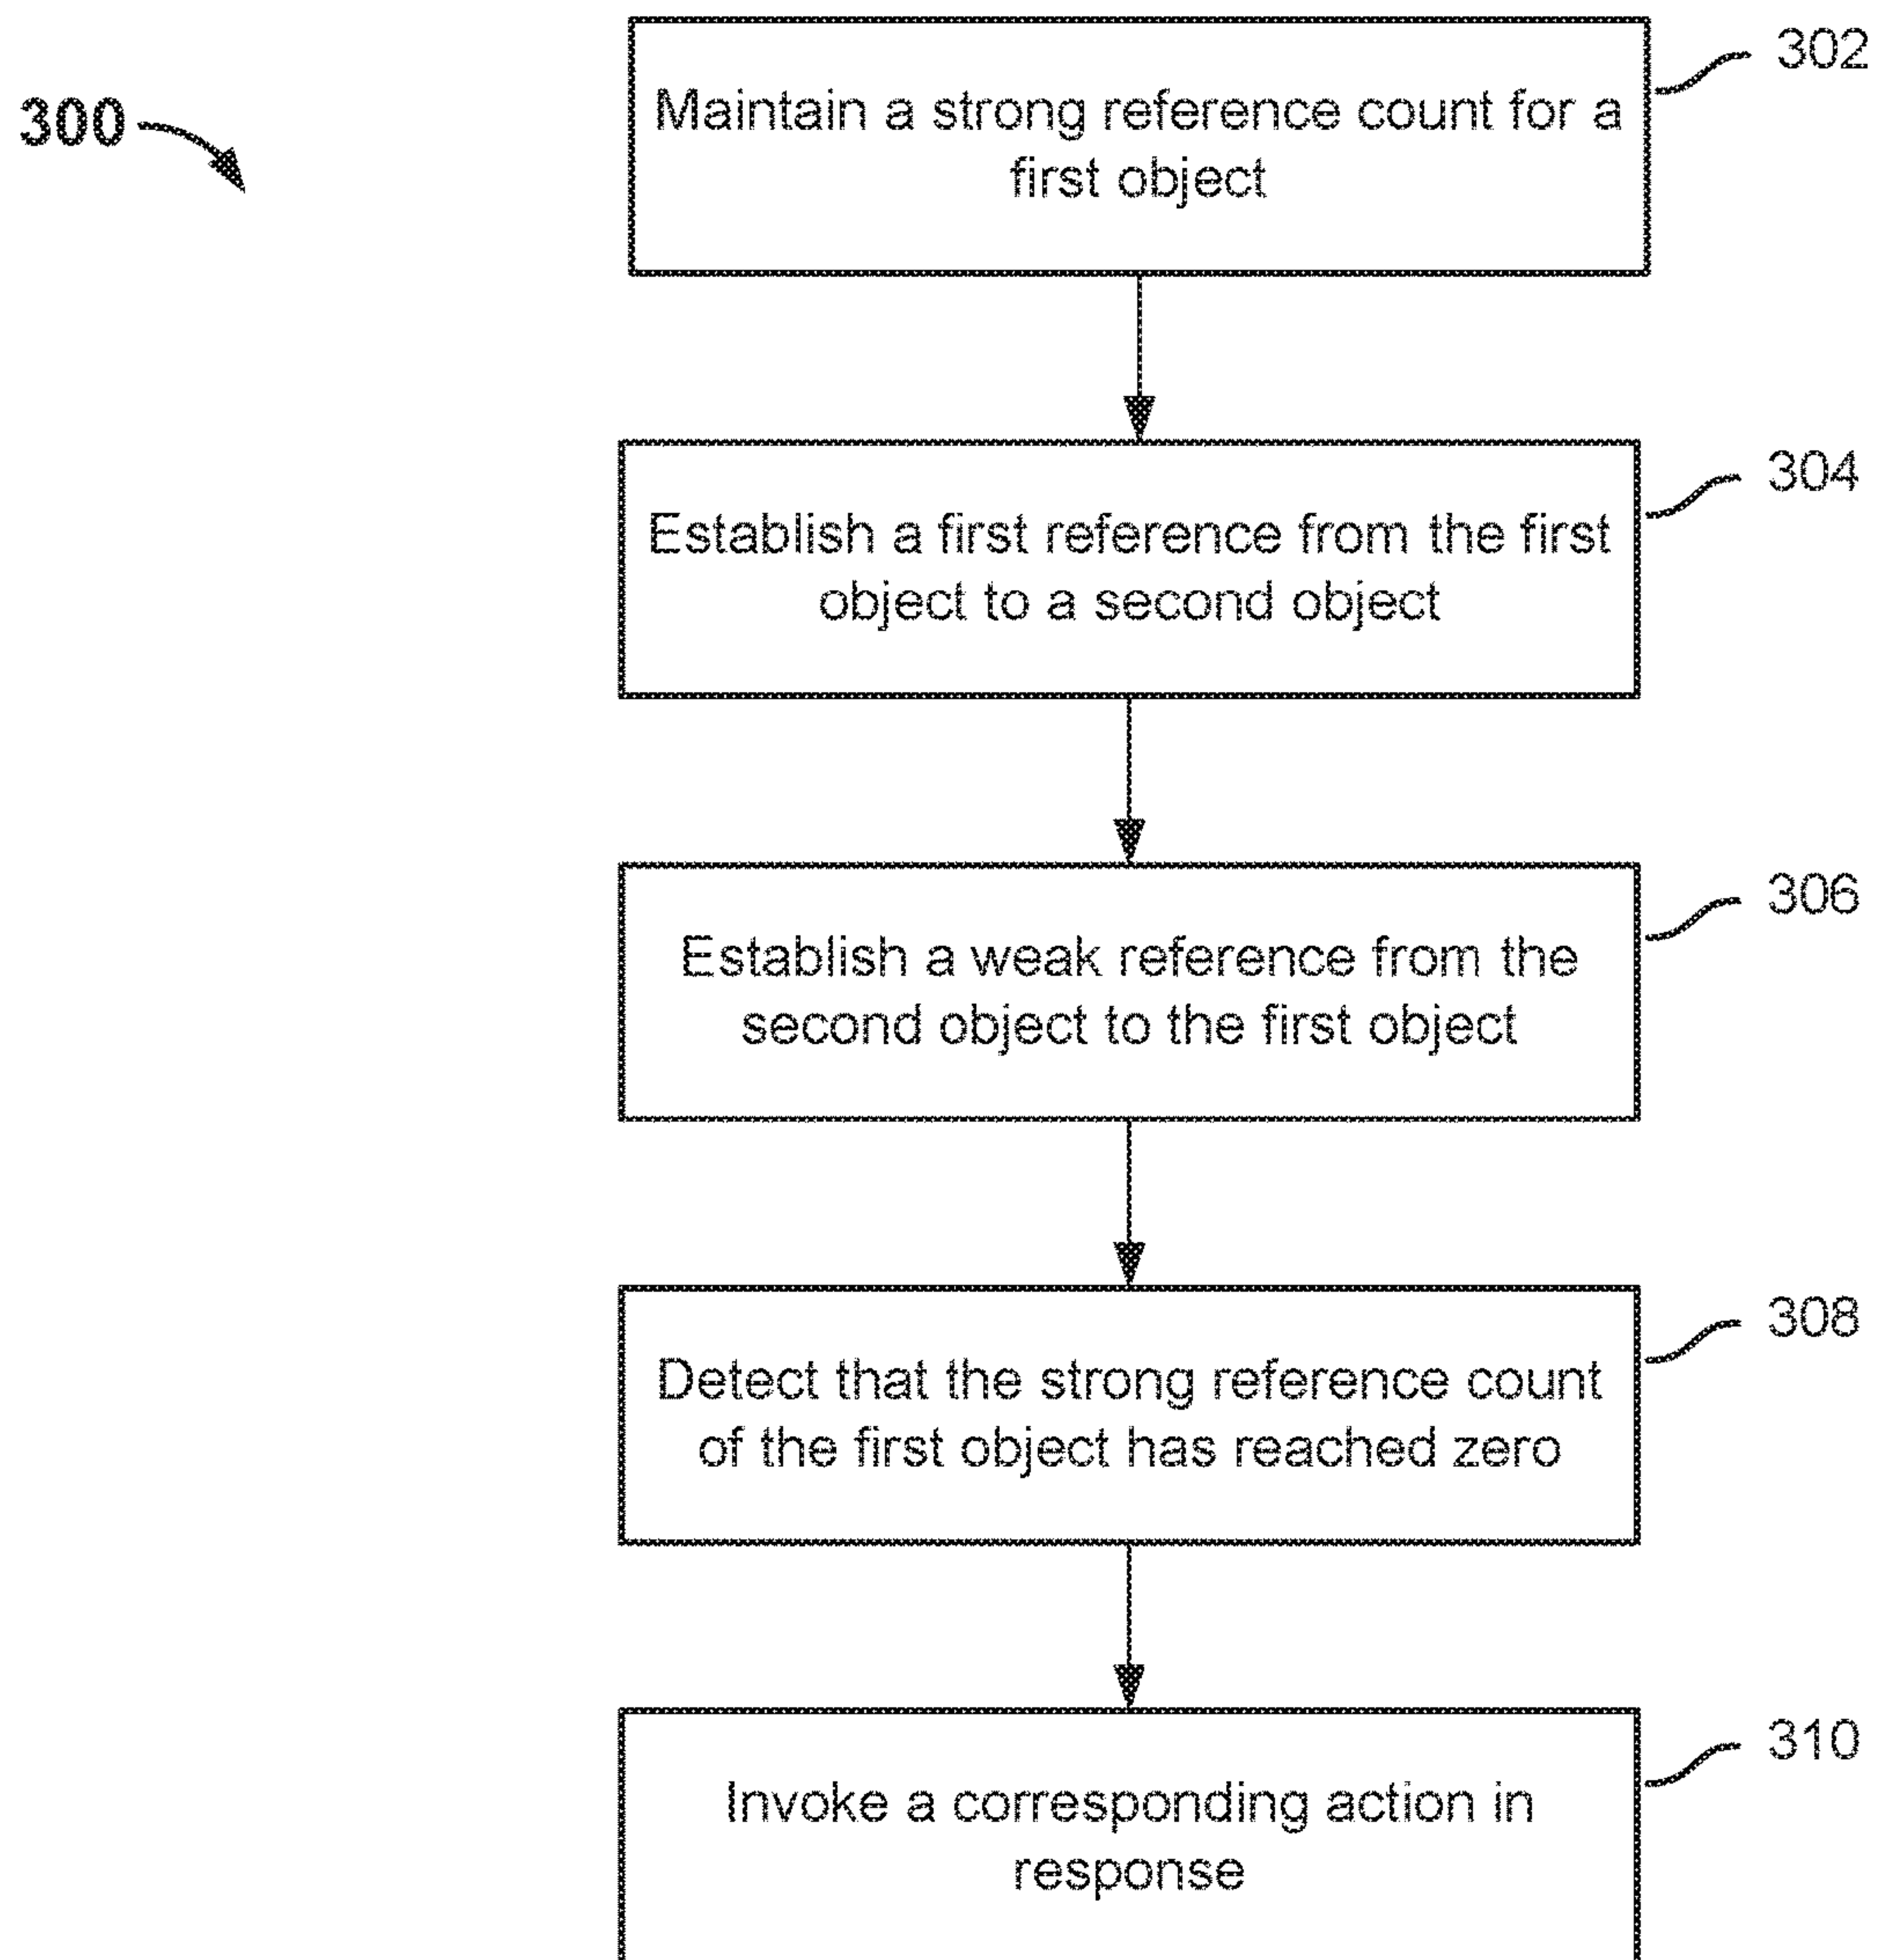 300
302
Maintain a strong reference count for a
first object
304
Establish a first reference from the first
object to a second object
306
Establish a weak reference from the
second object to the first object
308
Detect that the strong reference count
of the first object has reached zero
310
Invoke a corresponding action in
response